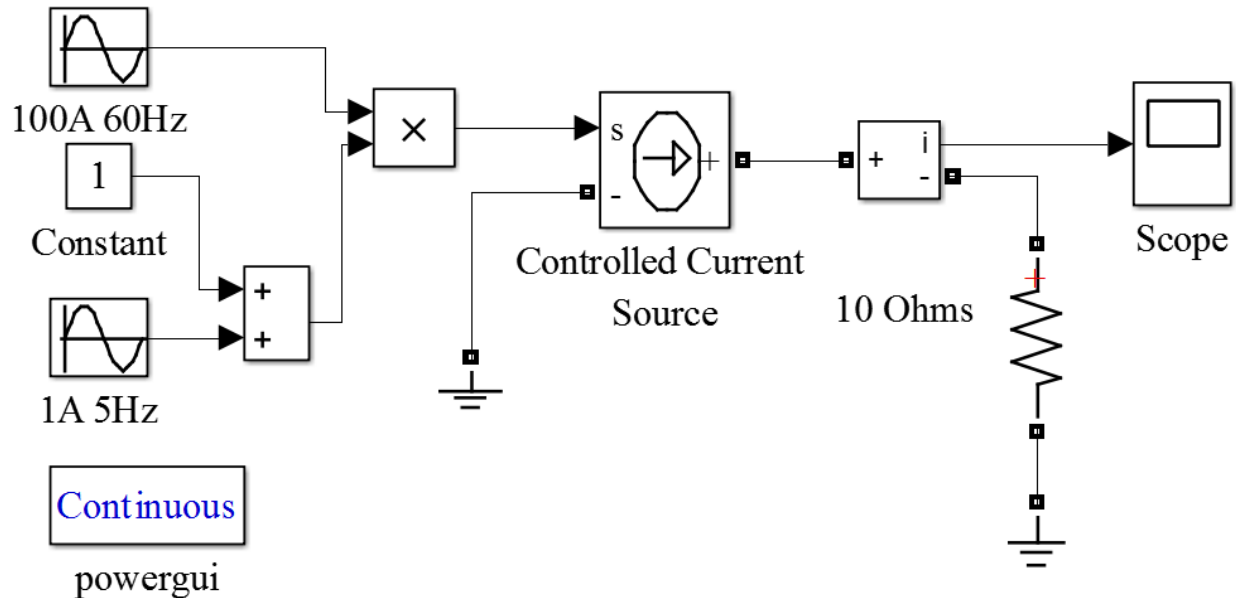 100A 60Hz
1
Constant
+
+
1A 5Hz
×
s
-
+
Controlled Current
Source
+
i
-
Scope
+
10 Ohms
Continuous
powergui